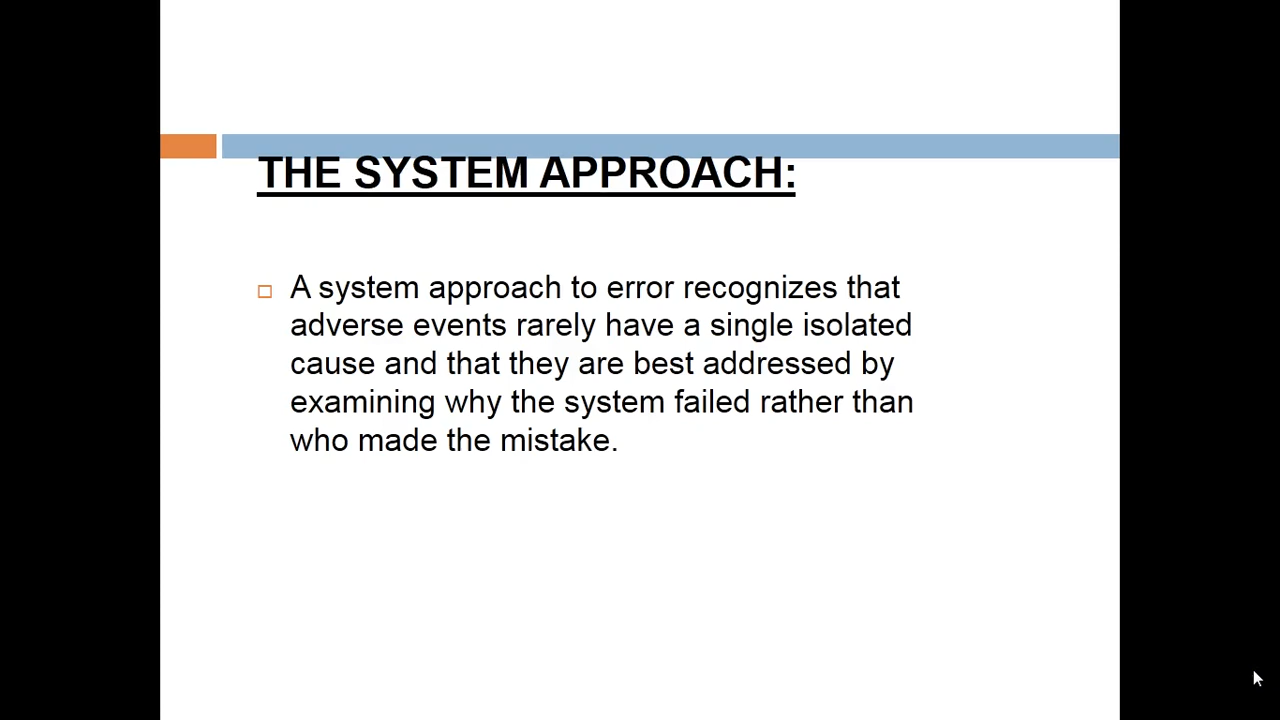 THE SYSTEM APPROACH:
A system approach to error recognizes that
adverse events rarely have a single isolated
cause and that they are best addressed by
examining why the system failed rather than
who made the mistake.